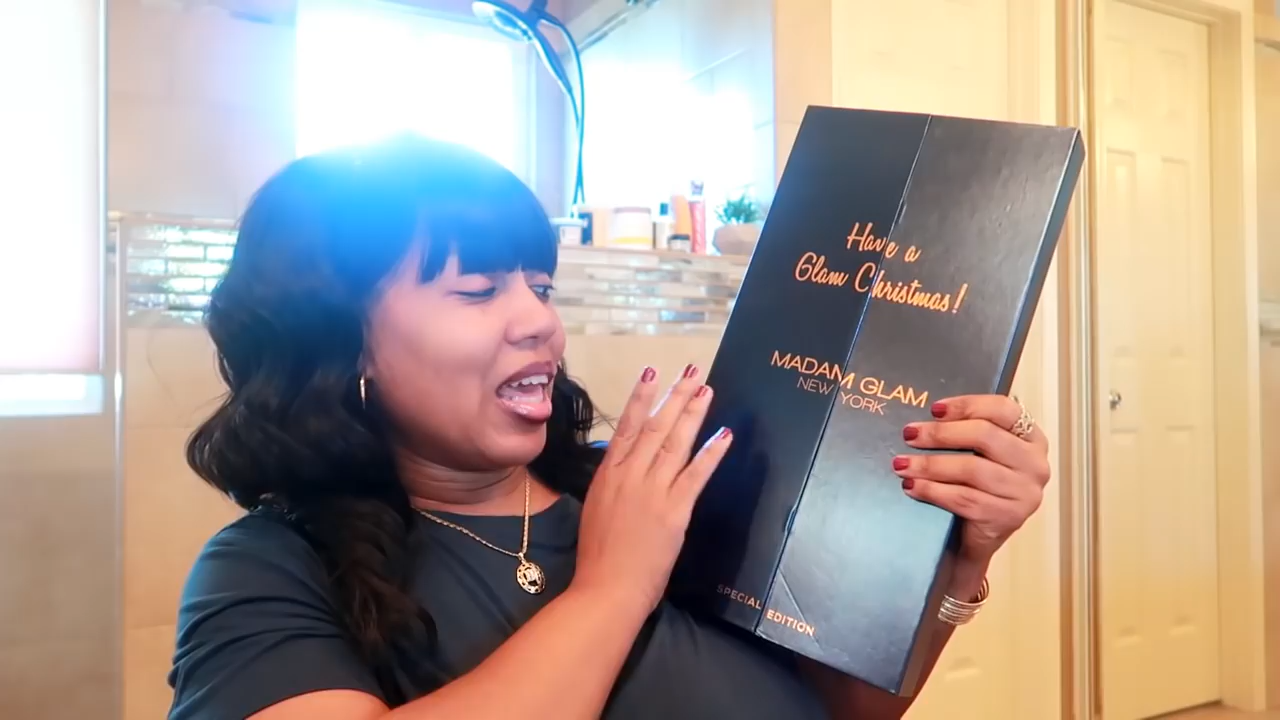 Have a
Glam Christmas!
MADAM GLAM
NEW YORK
SPECIAL EDITION